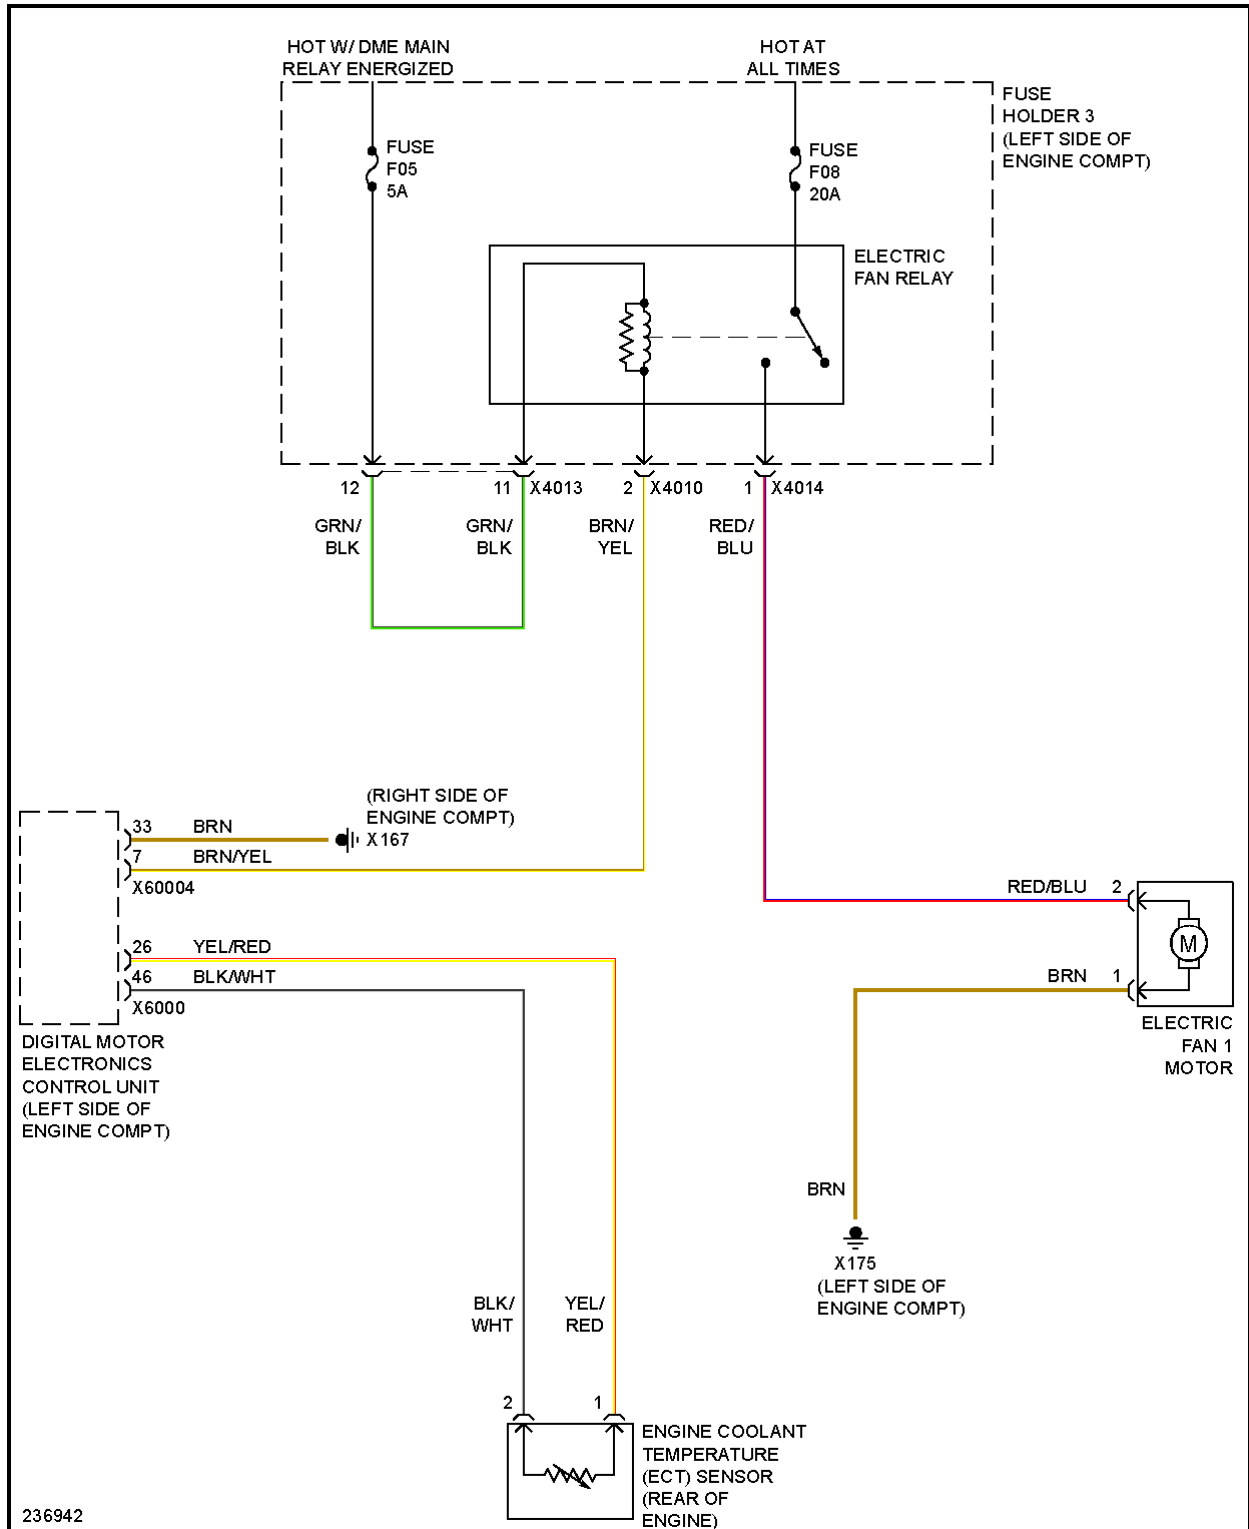 HOT W/ DME MAIN
RELAY ENERGIZED
HOT AT
ALL TIMES
FUSE
HOLDER 3
(LEFT SIDE OF
ENGINE COMPT)
FUSE
F05
5A
FUSE
F08
20A
ELECTRIC
FAN RELAY
12
11
X4013
2
X4010
1
X4014
GRN/
BLK
GRN/
BLK
BRN/
YEL
RED/
BLU
(RIGHT SIDE OF
ENGINE COMPT)
X167
33
BRN
7
BRN/YEL
X60004
26
YEL/RED
46
BLK/WHT
X6000
DIGITAL MOTOR
ELECTRONICS
CONTROL UNIT
(LEFT SIDE OF
ENGINE COMPT)
RED/BLU
2
M
BRN
1
ELECTRIC
FAN 1
MOTOR
BRN
X175
(LEFT SIDE OF
ENGINE COMPT)
BLK/
WHT
YEL/
RED
2
1
ENGINE COOLANT
TEMPERATURE
(ECT) SENSOR
(REAR OF
ENGINE)
236942